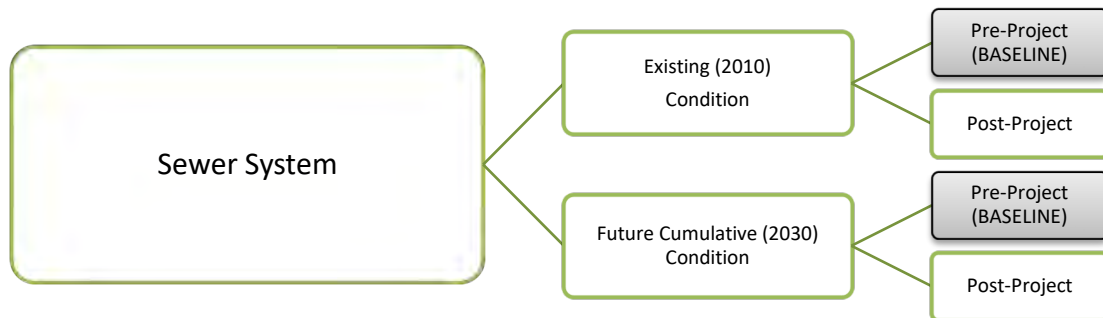 Sewer System
Existing (2010)
Condition
Pre-Project
(BASELINE)
Post-Project
Future Cumulative (2030)
Condition
Pre-Project
(BASELINE)
Post-Project